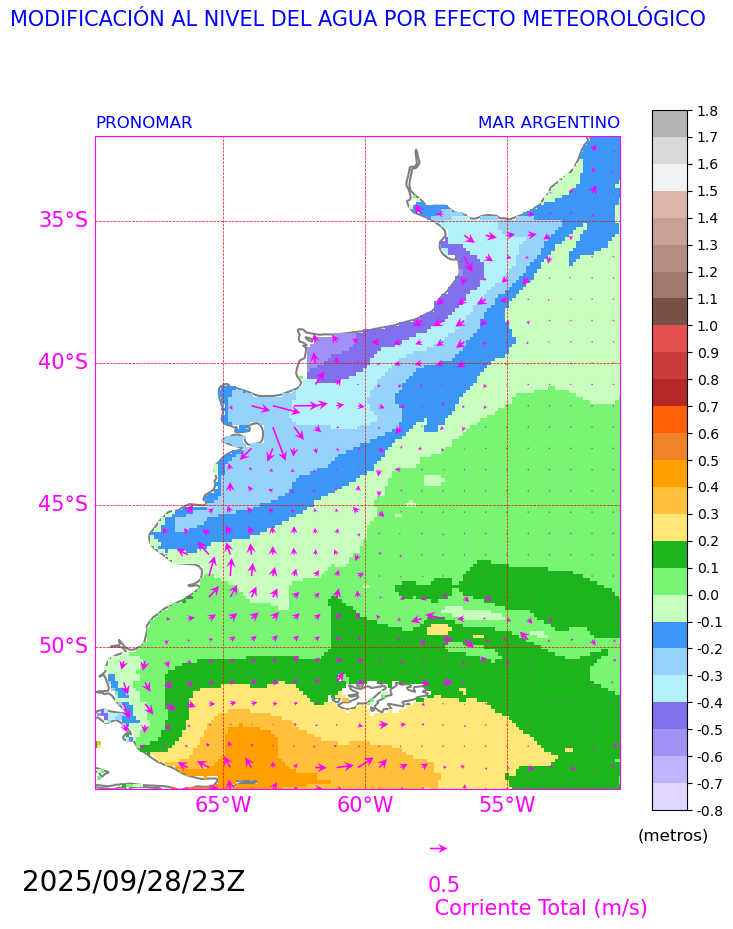 MODIFICACIÓN AL NIVEL DEL AGUA POR EFECTO METEOROLÓGICO
PRONOMAR MAR ARGENTINO
35°S
40°S
45°S
50°S
65°W 60°W 55°W
1.8
1.7
1.6
1.5
1.4
1.3
1.2
1.1
1.0
0.9
0.8
0.7
0.6
0.5
0.4
0.3
0.2
0.1
0.0
-0.1
-0.2
-0.3
-0.4
-0.5
-0.6
-0.7
-0.8
(metros)
2025/09/28/23Z
0.5
Corriente Total (m/s)